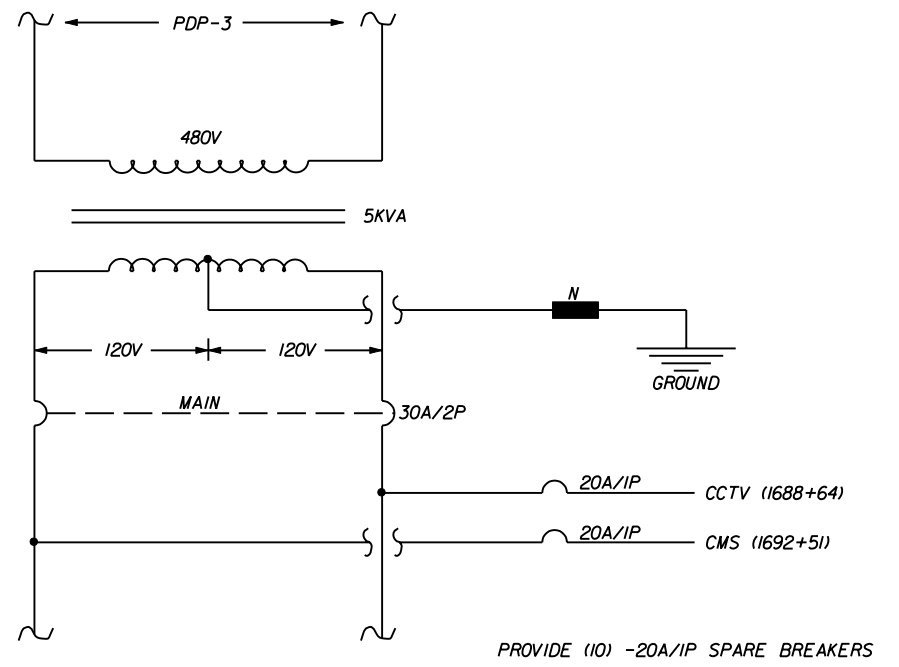 PDP-3
480V
5KVA
N
120V 120V
GROUND
MAIN
30A/2P
20A/1P
CCTV (1688+64)
20A/1P
CMS (1692+51)
PROVIDE (10) -20A/1P SPARE BREAKERS